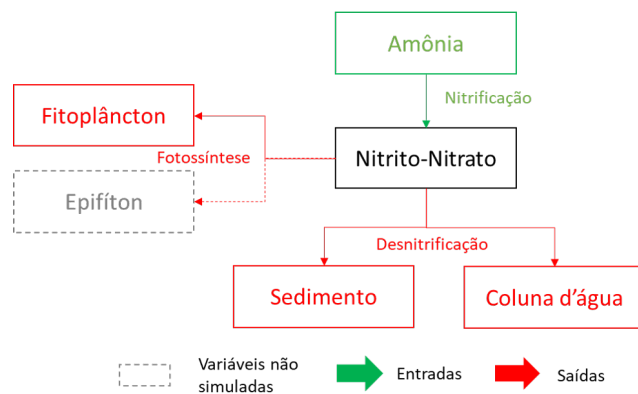 Amônia
Nitrificação
Fitoplâncton
Fotossíntese
Nitrito-Nitrato
Epifíton
Desnitrificação
Sedimento
Coluna d'água
Variáveis não
simuladas
Entradas
Saídas